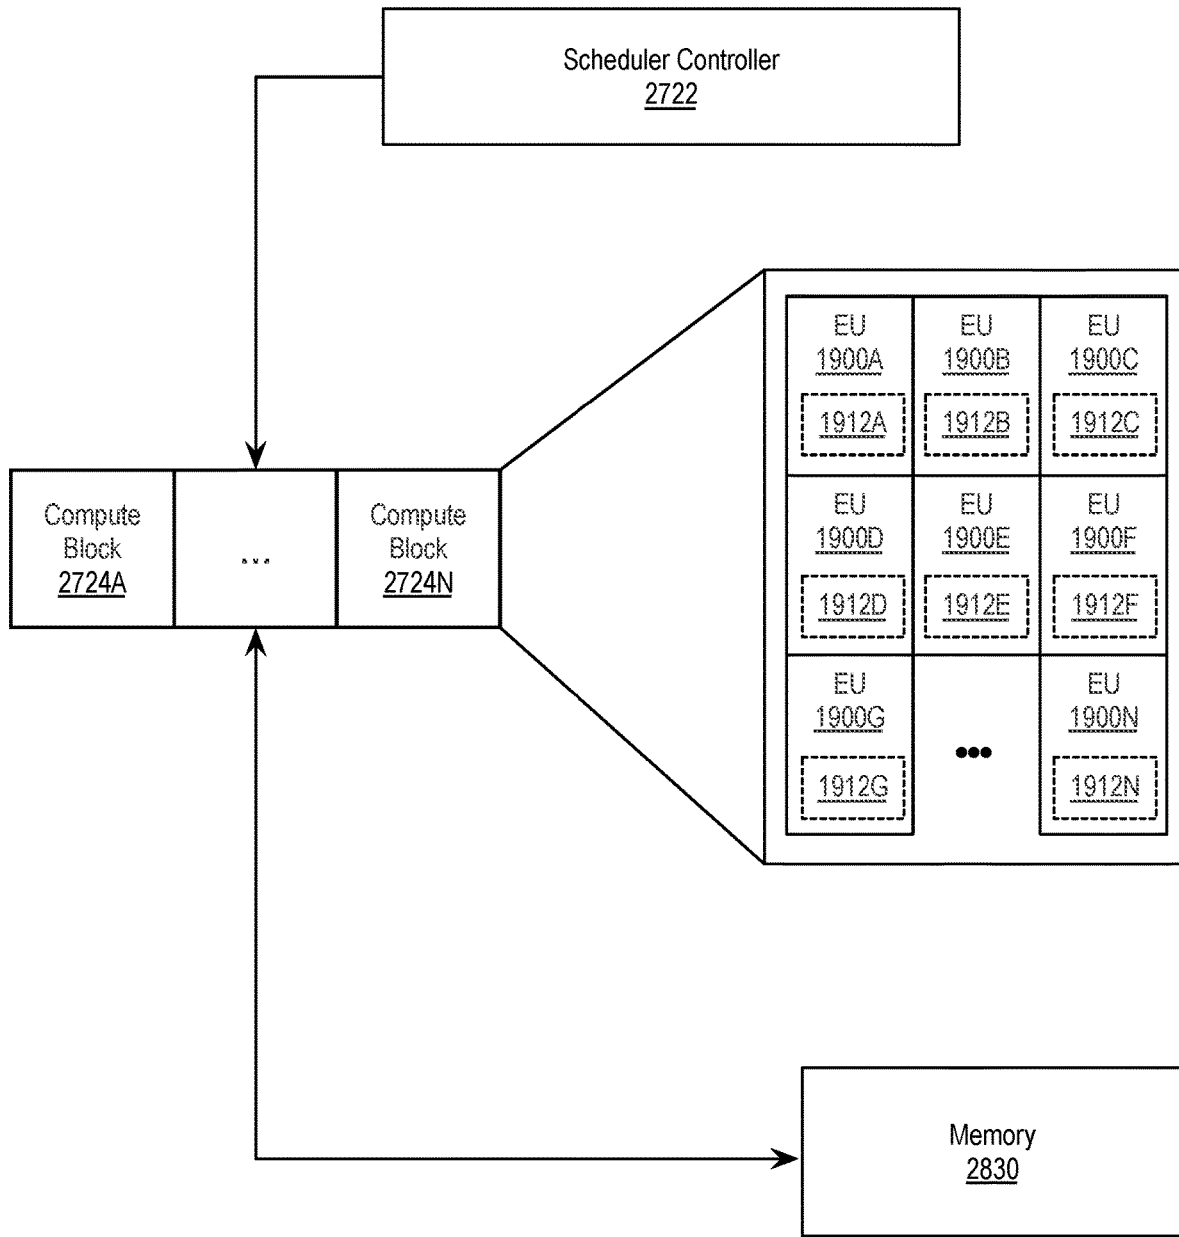 Scheduler Controller
2722
EU
1900A
1912A
EU
1900B
1912B
EU
1900C
1912C
Compute
Block
2724A
...
Compute
Block
2724N
EU
1900D
1912D
EU
1900E
1912E
EU
1900F
1912F
EU
1900G
1912G
•••
EU
1900N
1912N
Memory
2830